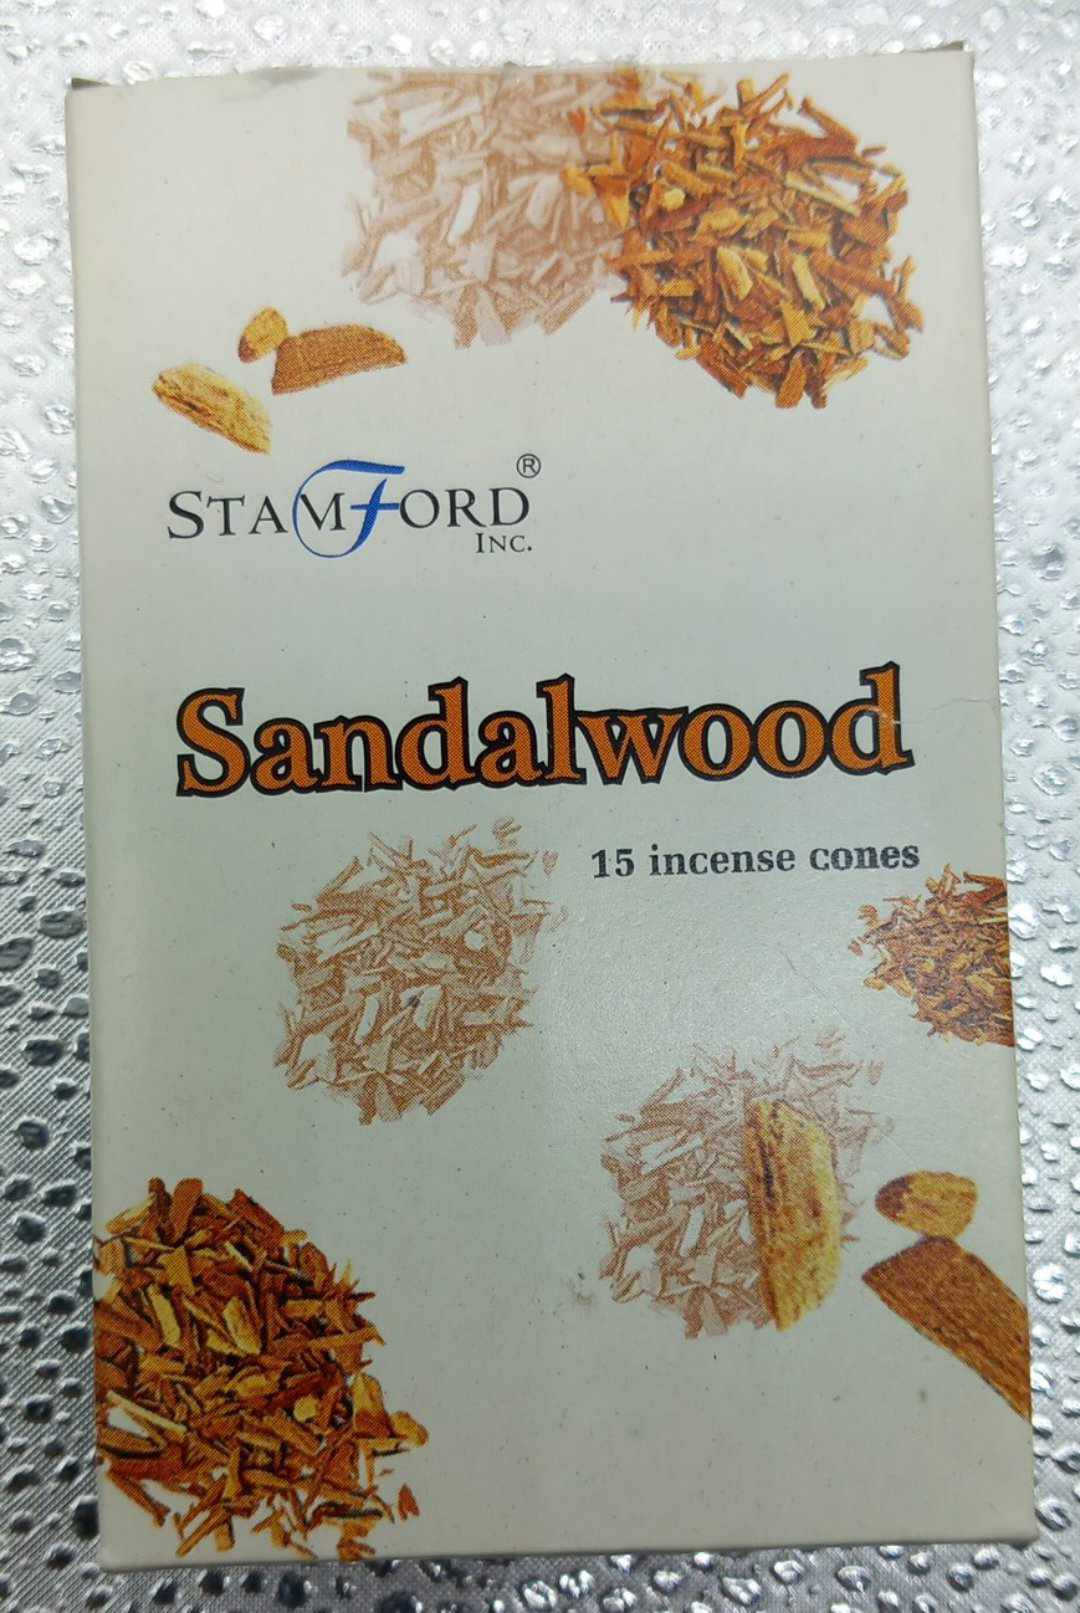 STAMFORD®
INC.
Sandalwood
15 incense cones